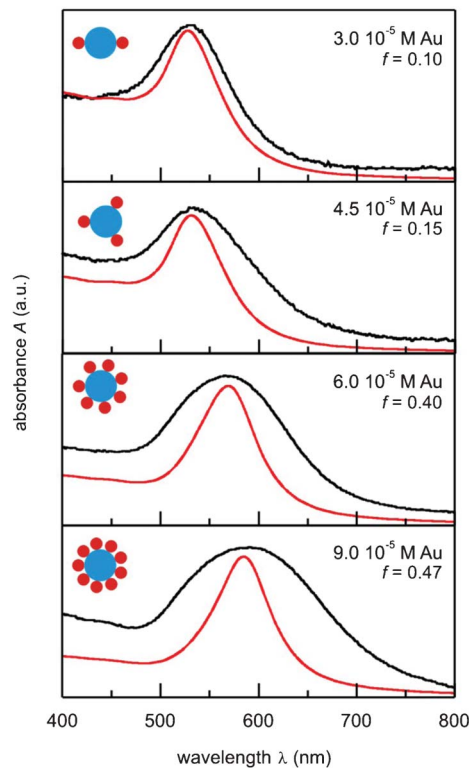 3.0 10⁻⁵ M Au
f = 0.10
4.5 10⁻⁵ M Au
f = 0.15
6.0 10⁻⁵ M Au
f = 0.40
9.0 10⁻⁵ M Au
f = 0.47
absorbance A (a.u.)
400 500 600 700 800
wavelength λ (nm)